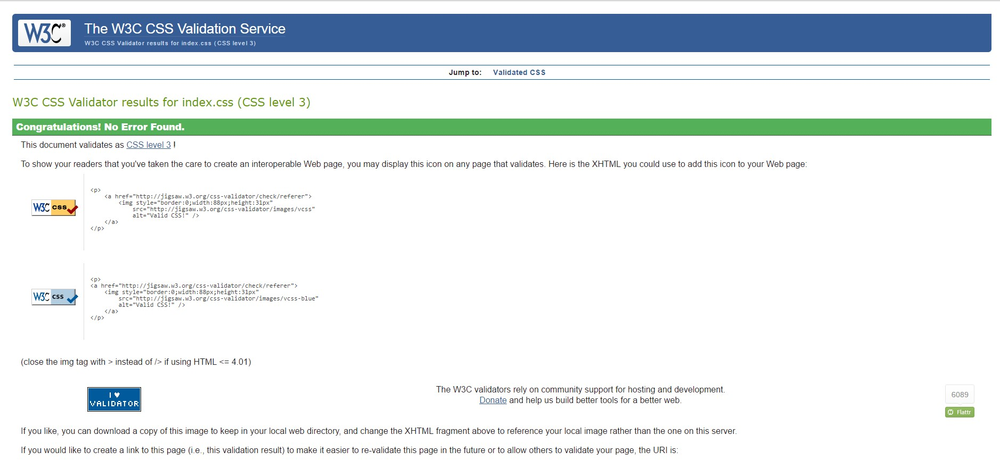 W3C®
The W3C CSS Validation Service
W3C CSS Validator results for index.css (CSS level 3)
Jump to: Validated CSS
W3C CSS Validator results for index.css (CSS level 3)
Congratulations! No Error Found.
This document validates as CSS level 3 !
To show your readers that you've taken the care to create an interoperable Web page, you may display this icon on any page that validates. Here is the XHTML you could use to add this icon to your Web page:
W3C css
<p>
<a href="http://jigsaw.w3.org/css-validator/check/referer">
<img style="border:0;width:88px;height:31px"
src="http://jigsaw.w3.org/css-validator/images/vcss"
alt="Valid CSS!" />
</a>
</p>
W3C css
<p>
<a href="http://jigsaw.w3.org/css-validator/check/referer">
<img style="border:0;width:88px;height:31px"
src="http://jigsaw.w3.org/css-validator/images/vcss-blue"
alt="Valid CSS!" />
</a>
</p>
(close the img tag with > instead of /> if using HTML <= 4.01)
I ♥
VALIDATOR
The W3C validators rely on community support for hosting and development.
Donate and help us build better tools for a better web.
6089
Flattr
If you like, you can download a copy of this image to keep in your local web directory, and change the XHTML fragment above to reference your local image rather than the one on this server.
If you would like to create a link to this page (i.e., this validation result) to make it easier to re-validate this page in the future or to allow others to validate your page, the URI is: